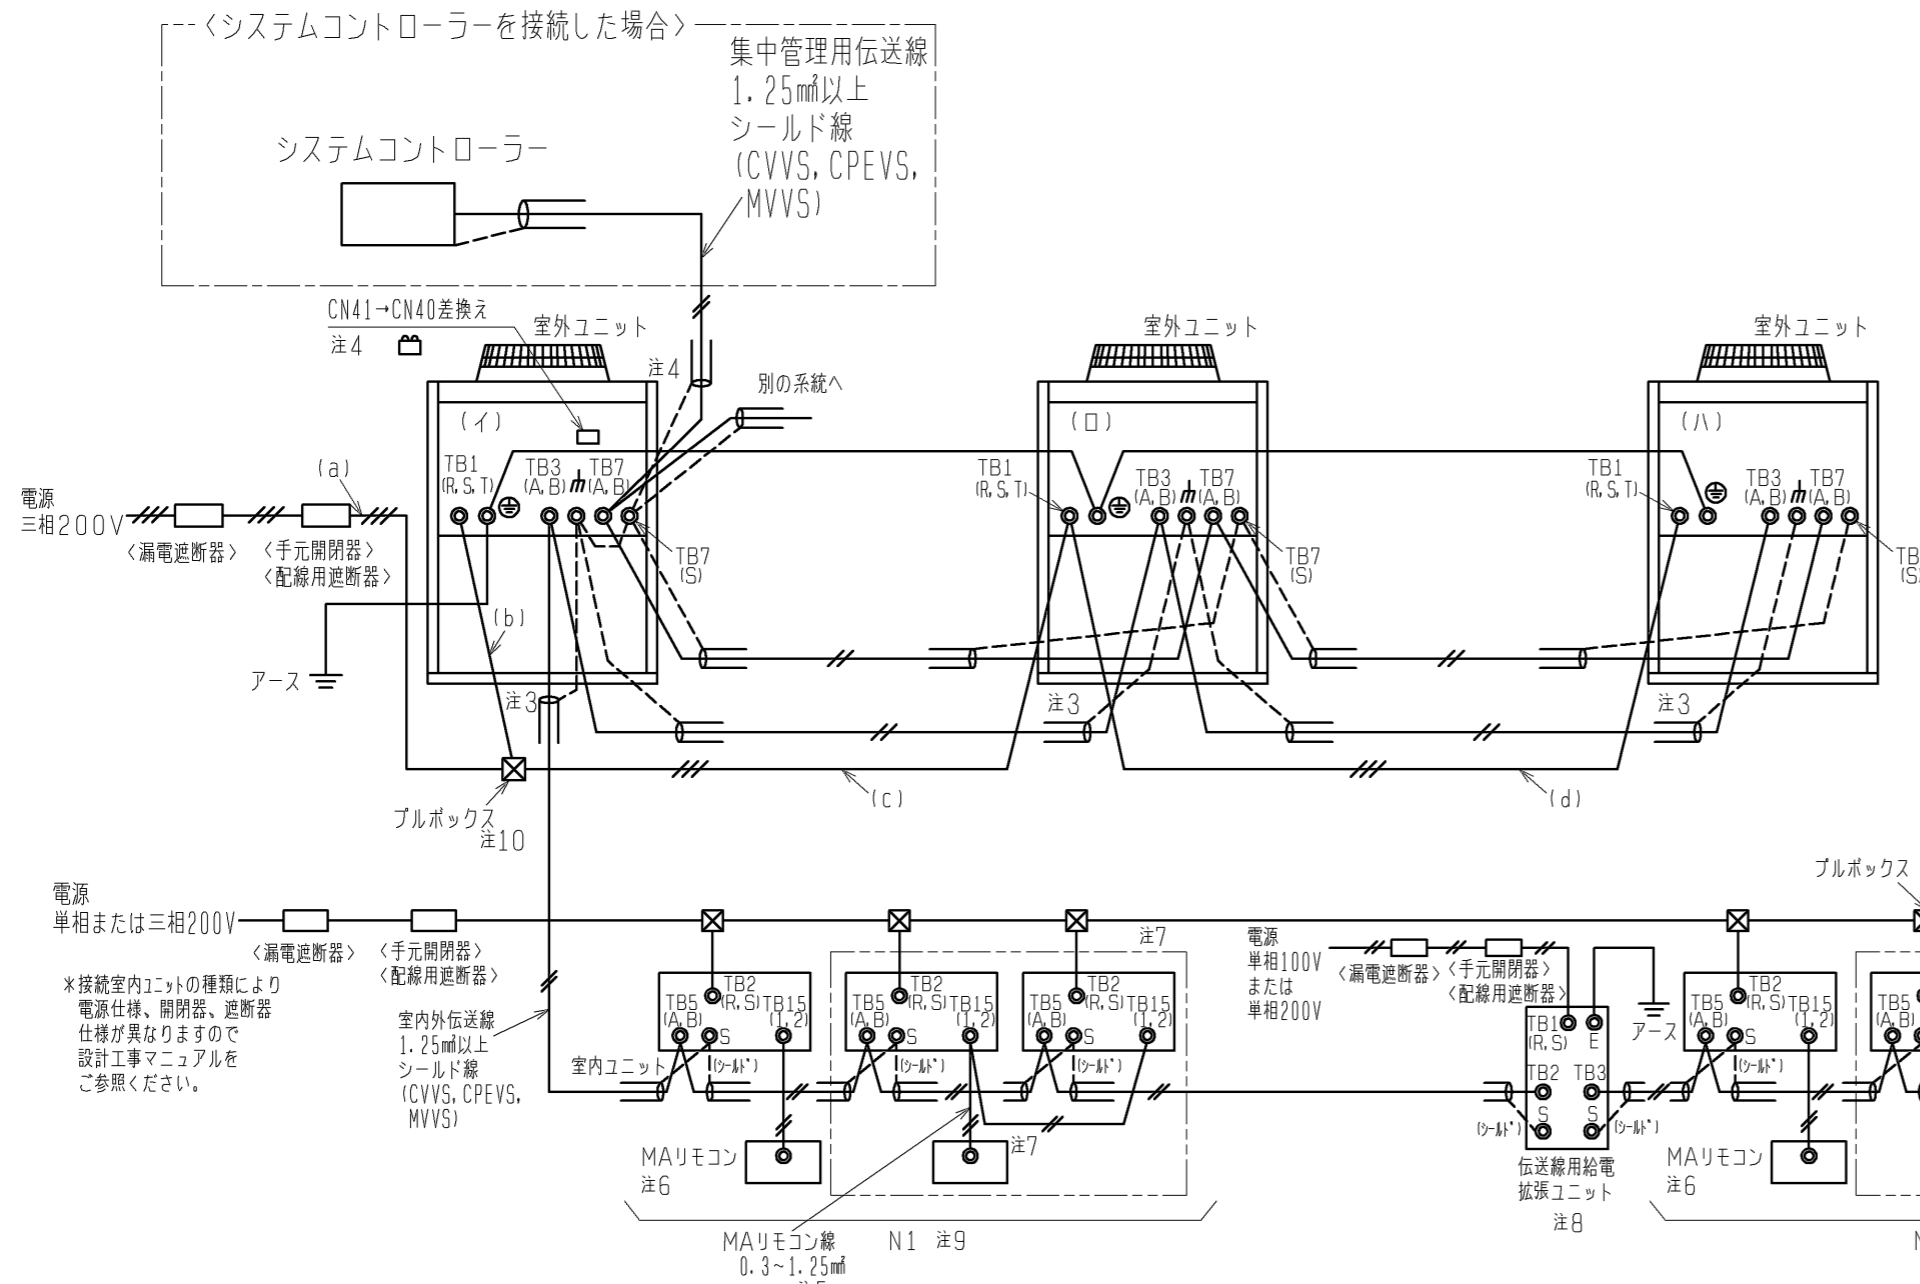 〈システムコントローラーを接続した場合〉
集中管理用伝送線
1.25㎟以上
シールド線
(CVVS,CPEVS,
MVVS)
システムコントローラー
CN41→CN40差換え
注4
室外ユニット
注4
別の系統へ
(イ)
TB1
(R,S,T)
TB3
(A,B)
TB7
(A,B)
TB7
(S)
室外ユニット
(ロ)
TB1
(R,S,T)
TB3
(A,B)
TB7
(A,B)
TB7
(S)
室外ユニット
(ハ)
TB1
(R,S,T)
TB3
(A,B)
TB7
(A,B)
電源
三相200V
〈漏電遮断器〉
〈手元開閉器〉
〈配線用遮断器〉
(a)
(b)
アース
注3
注3
注3
(c)
(d)
プルボックス
注10
プルボックス
電源
単相または三相200V
〈漏電遮断器〉
〈手元開閉器〉
〈配線用遮断器〉
*接続室内ユニットの種類により
電源仕様、開閉器、遮断器
仕様が異なりますので
設計工事マニュアルを
ご参照ください。
室内外伝送線
1.25㎟以上
シールド線
(CVVS,CPEVS,
MVVS)
室内ユニット
TB5
(A,B)
TB2
(R,S)
TB15
(1,2)
S
(シールド)
TB5
(A,B)
TB2
(R,S)
TB15
(1,2)
S
(シールド)
注7
TB5
(A,B)
TB2
(R,S)
TB15
(1,2)
S
(シールド)
注7
MAリモコン
注6
MAリモコン線
0.3~1.25㎟
N1 注9
電源
単相100V
または
単相200V
〈漏電遮断器〉
〈手元開閉器〉
〈配線用遮断器〉
アース
TB1
(R,S)
E
TB2
TB3
S
S
(シールド)
(シールド)
伝送線用給電
拡張ユニット
注8
TB5
(A,B)
TB2
(R,S)
TB15
(1,2)
S
(シールド)
MAリモコン
注6
TB5
(A,B)